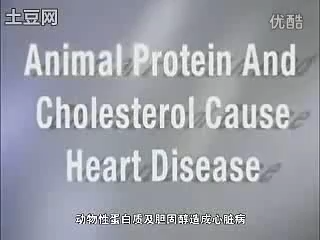 土豆网
优酷
Animal Protein And
Cholesterol Cause
Heart Disease
动物性蛋白质及胆固醇造成心脏病